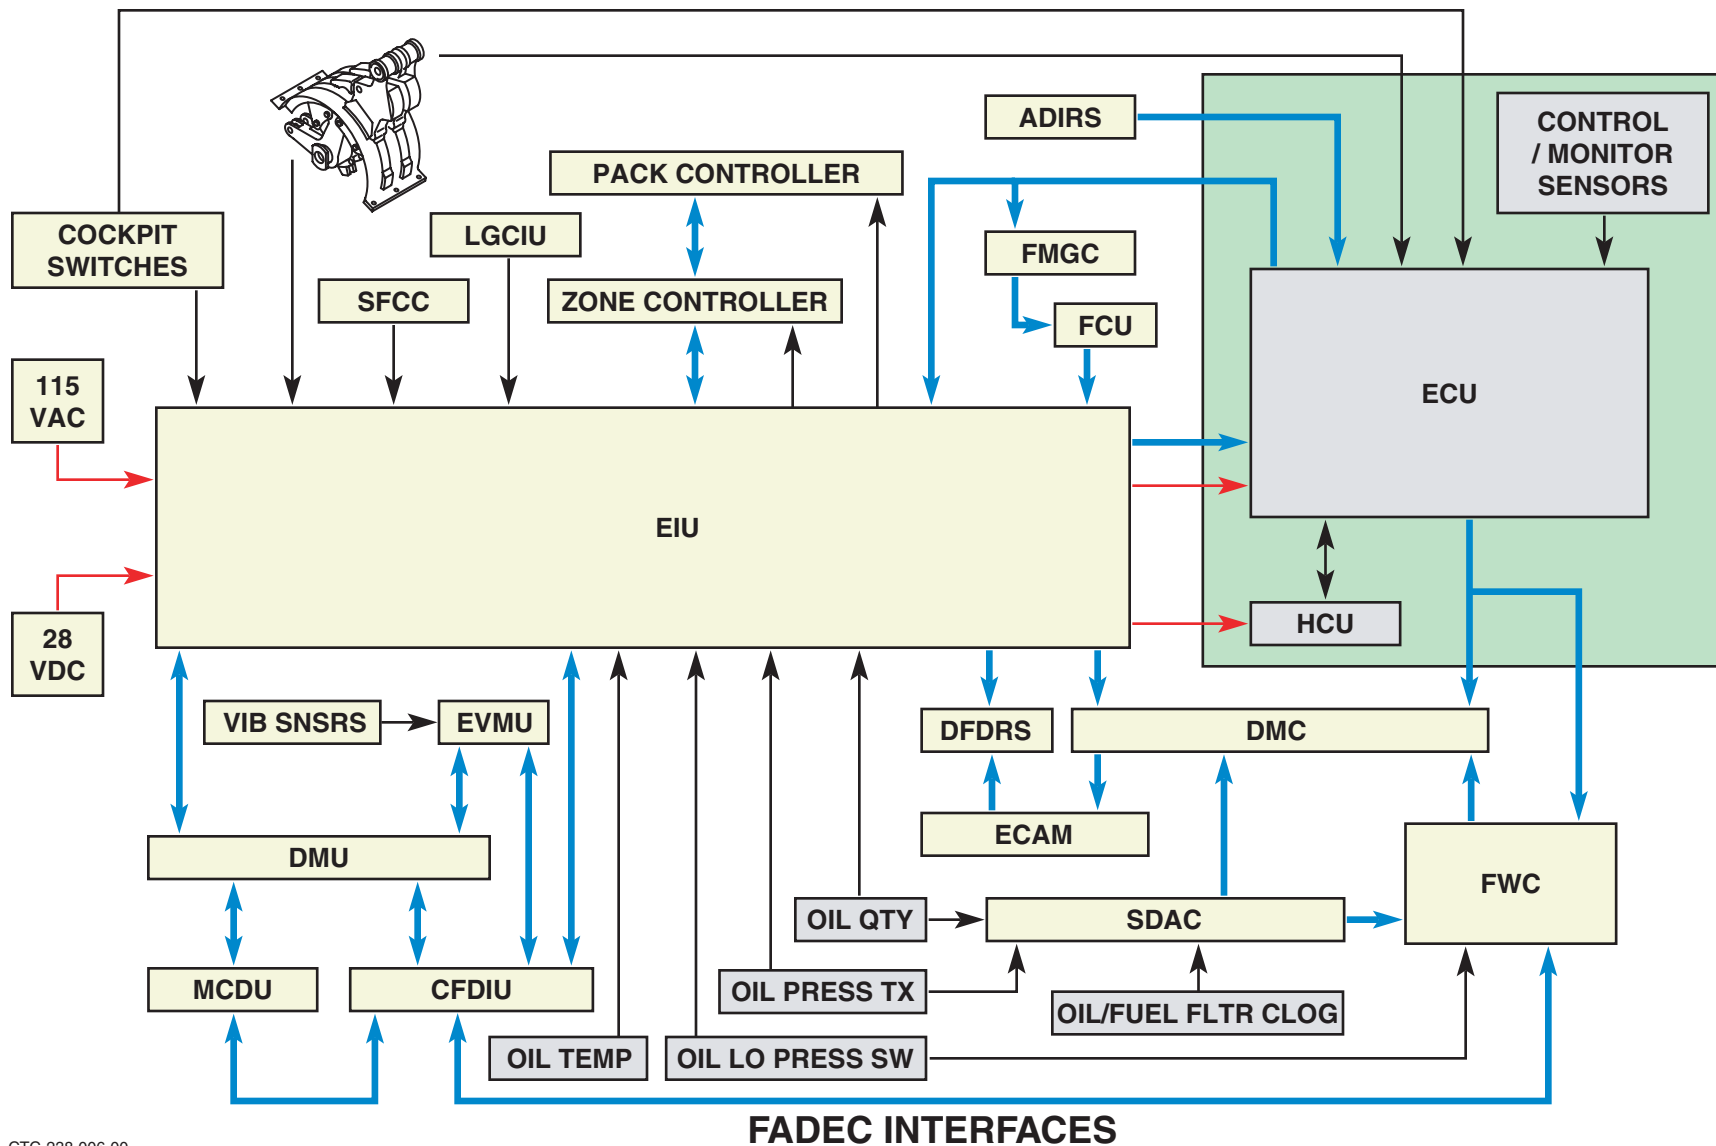 ADIRS
CONTROL
/ MONITOR
SENSORS
PACK CONTROLLER
COCKPIT
SWITCHES
LGCIU
FMGC
SFCC
ZONE CONTROLLER
FCU
115
VAC
ECU
EIU
28
VDC
HCU
VIB SNSRS
EVMU
DFDRS
DMC
ECAM
DMU
FWC
OIL QTY
SDAC
MCDU
CFDIU
OIL PRESS TX
OIL/FUEL FLTR CLOG
OIL TEMP
OIL LO PRESS SW
FADEC INTERFACES